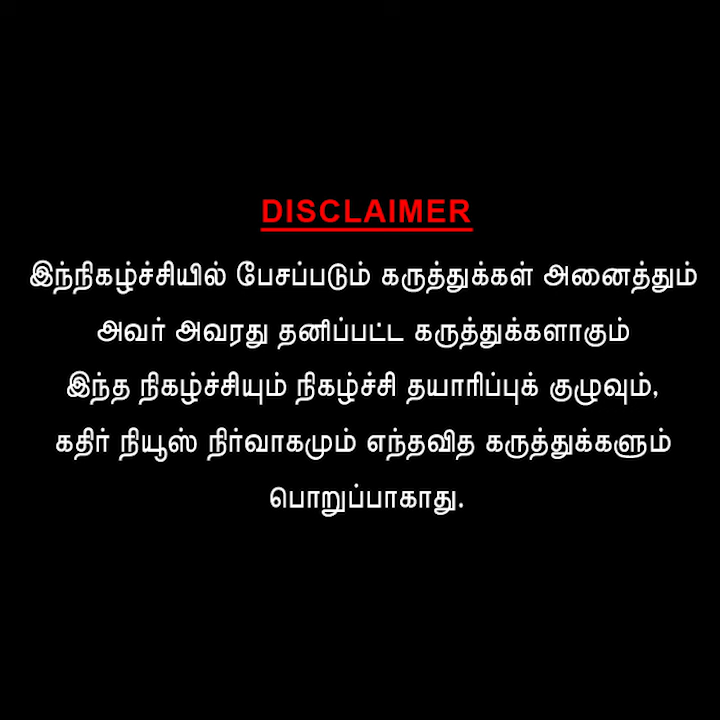 DISCLAIMER
இந்நிகழ்ச்சியில் பேசப்படும் கருத்துக்கள் அனைத்தும்
அவர் அவரது தனிப்பட்ட கருத்துக்களாகும்
இந்த நிகழ்ச்சியும் நிகழ்ச்சி தயாரிப்புக் குழுவும்,
கதிர் நியூஸ் நிர்வாகமும் எந்தவித கருத்துக்களும்
பொறுப்பாகாது.